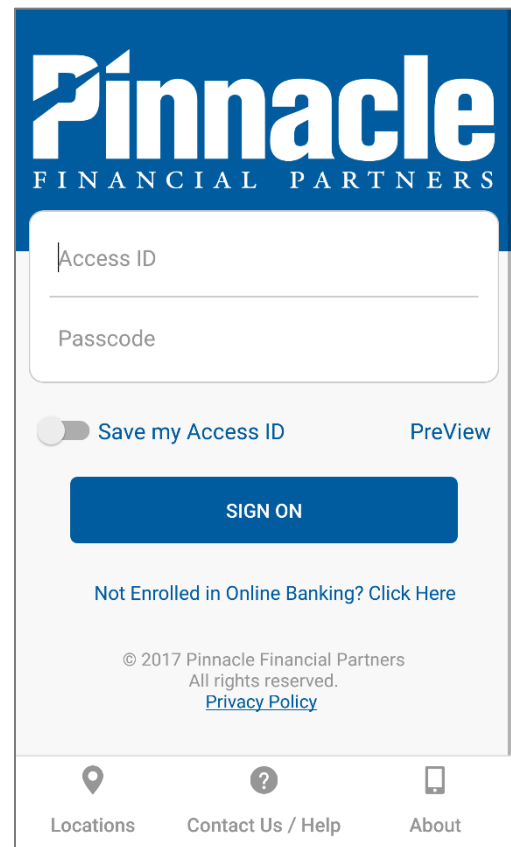 Pinnacle
FINANCIAL PARTNERS
Access ID
Passcode
Save my Access ID PreView
SIGN ON
Not Enrolled in Online Banking? Click Here
© 2017 Pinnacle Financial Partners
All rights reserved.
Privacy Policy
Locations Contact Us / Help About